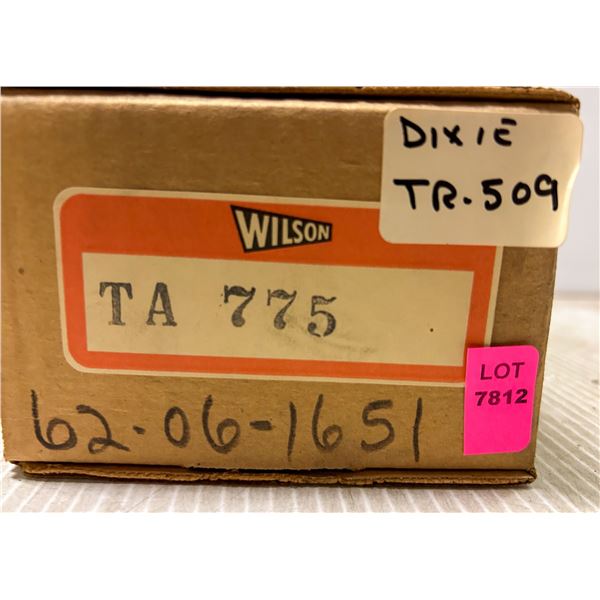 DIXIE
TR-509
WILSON
TA 775
LOT
7812
62-06-1651